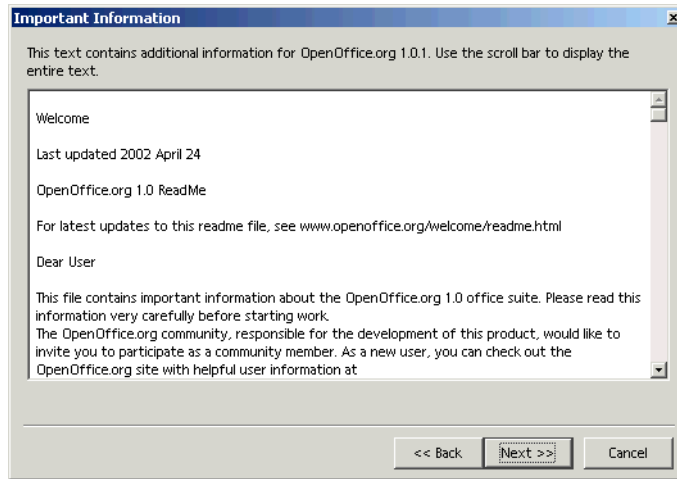 Important Information
This text contains additional information for OpenOffice.org 1.0.1. Use the scroll bar to display the
entire text.
Welcome
Last updated 2002 April 24
OpenOffice.org 1.0 ReadMe
For latest updates to this readme file, see www.openoffice.org/welcome/readme.html
Dear User
This file contains important information about the OpenOffice.org 1.0 office suite. Please read this
information very carefully before starting work.
The OpenOffice.org community, responsible for the development of this product, would like to
invite you to participate as a community member. As a new user, you can check out the
OpenOffice.org site with helpful user information at
<< Back
Next >>
Cancel